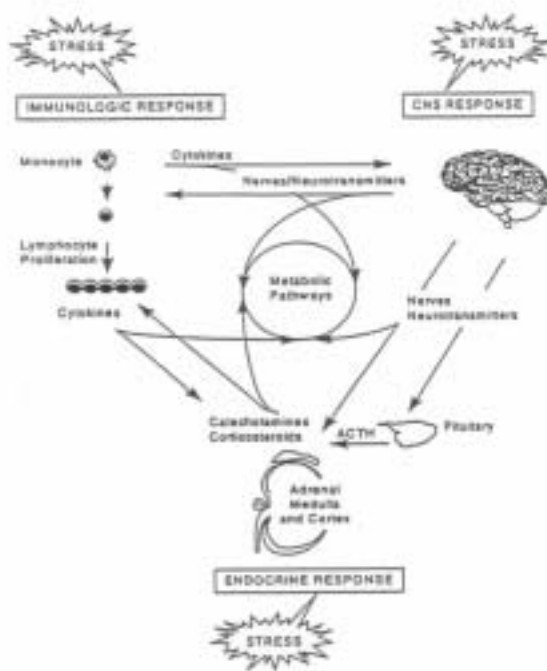 STRESS
STRESS
IMMUNOLOGIC RESPONSE
CNS RESPONSE
Monocyte
Cytokines
Nerves/Neurotransmitters
Lymphocyte
Proliferation
Cytokines
Metabolic
Pathways
Nerves
Neurotransmitters
Catecholamines
Corticosteroids
ACTH
Pituitary
Adrenal
Medulla
and Cortex
ENDOCRINE RESPONSE
STRESS